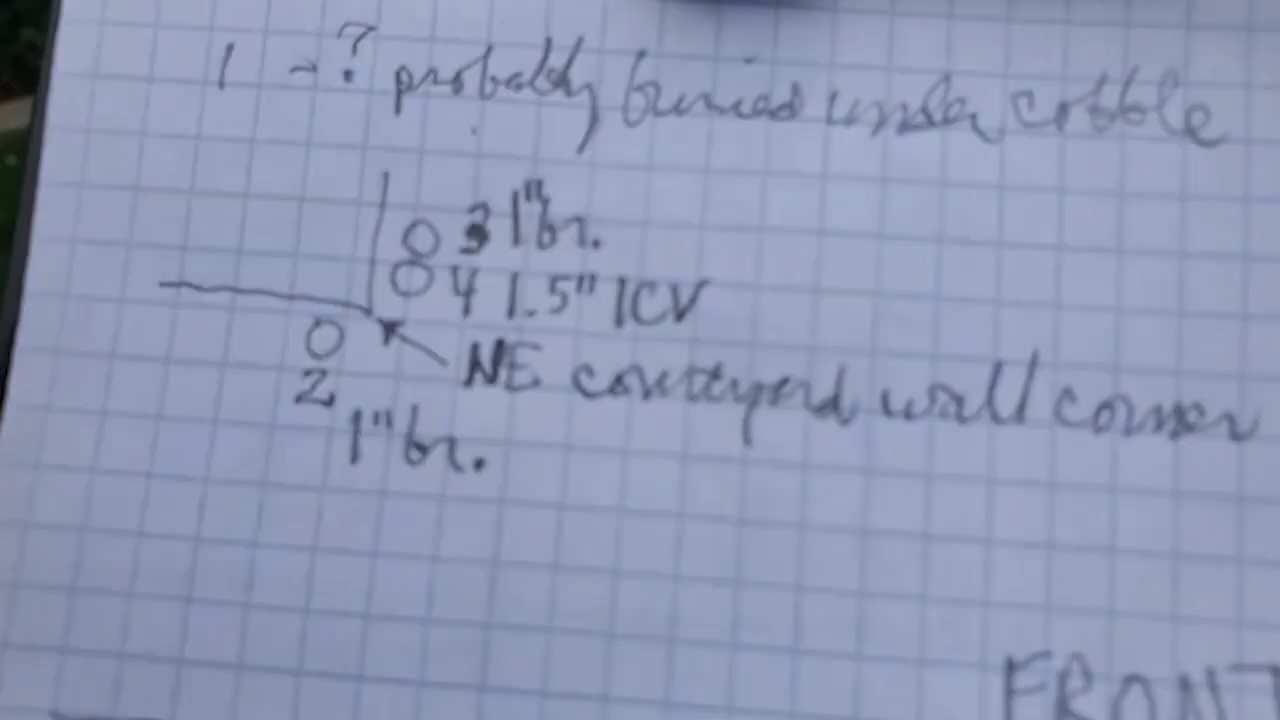 1 - ? probably buried under cobble
O 3 1" br.
O 4 1.5" ICV
O
2
NE courtyard wall corner
1" br.
FRONT